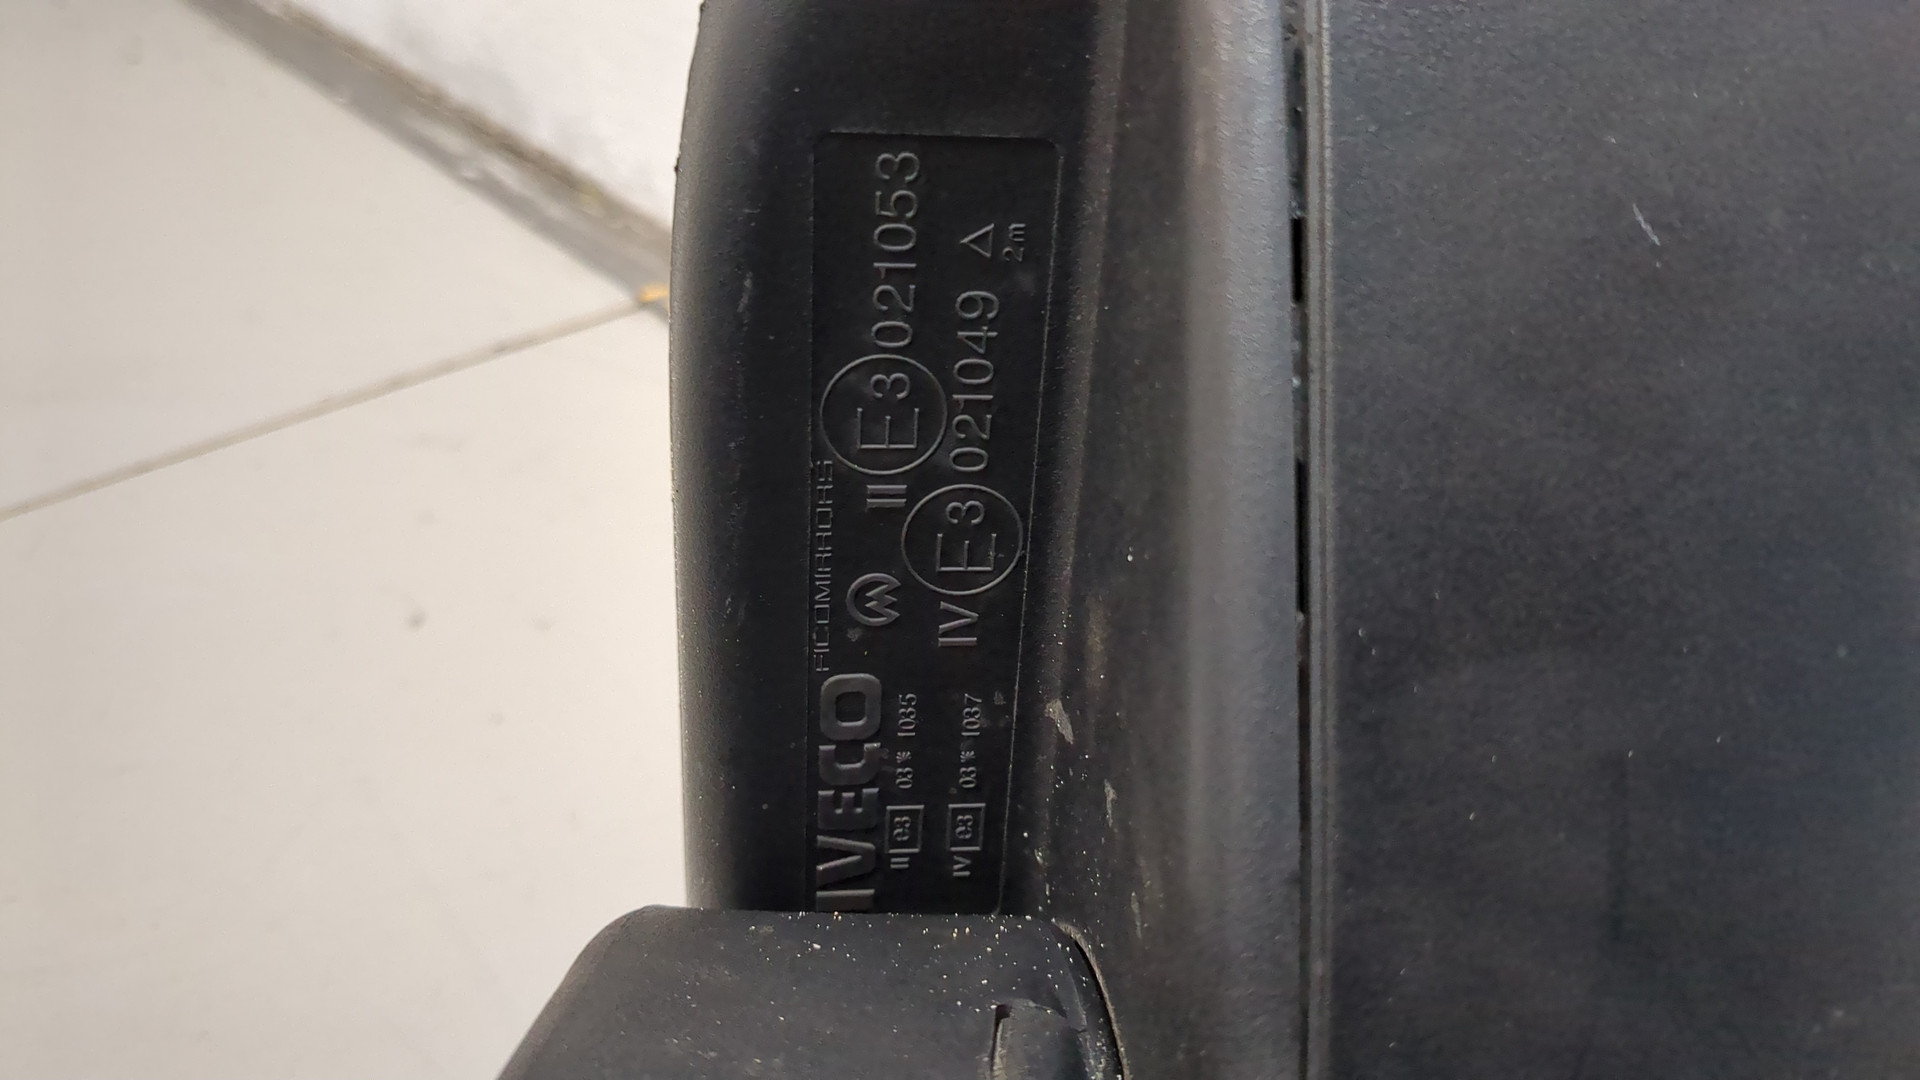 IVECO FICOMIRRORS
II E3 021053
IV E3 021049
2m
II e3 03* 1035
IV e3 03* 1037